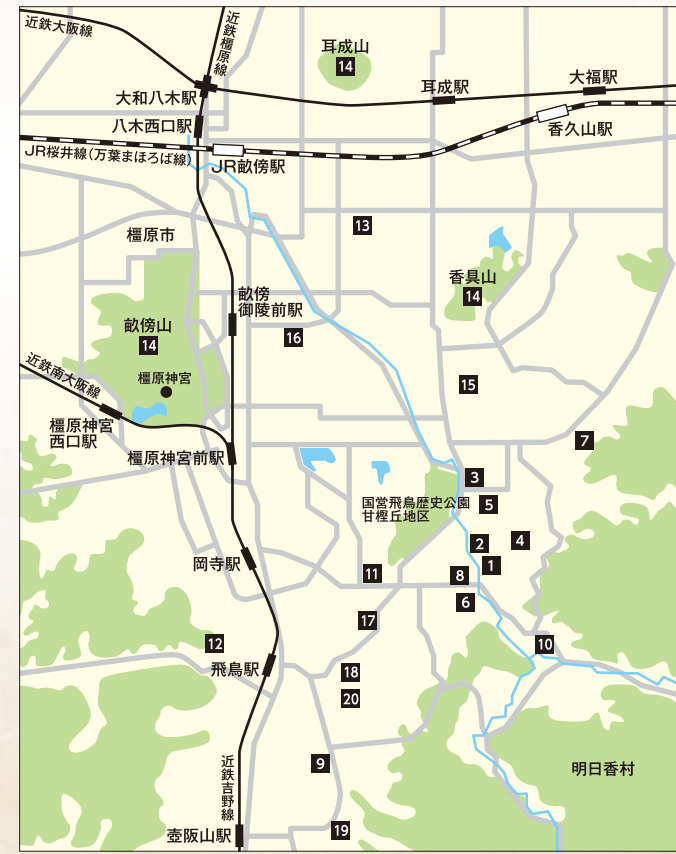 近鉄大阪線
近鉄橿原線
耳成山
14
大和八木駅
耳成駅
大福駅
八木西口駅
香久山駅
JR桜井線(万葉まほろば線)
JR畝傍駅
13
橿原市
香具山
14
畝傍
御陵前駅
畝傍山
14
16
近鉄南大阪線
橿原神宮
15
橿原神宮
西口駅
橿原神宮前駅
7
3
国営飛鳥歴史公園
甘樫丘地区
5
2
4
1
岡寺駅
11
8
6
17
12
10
飛鳥駅
18
20
9
明日香村
近鉄吉野線
壺阪山駅
19